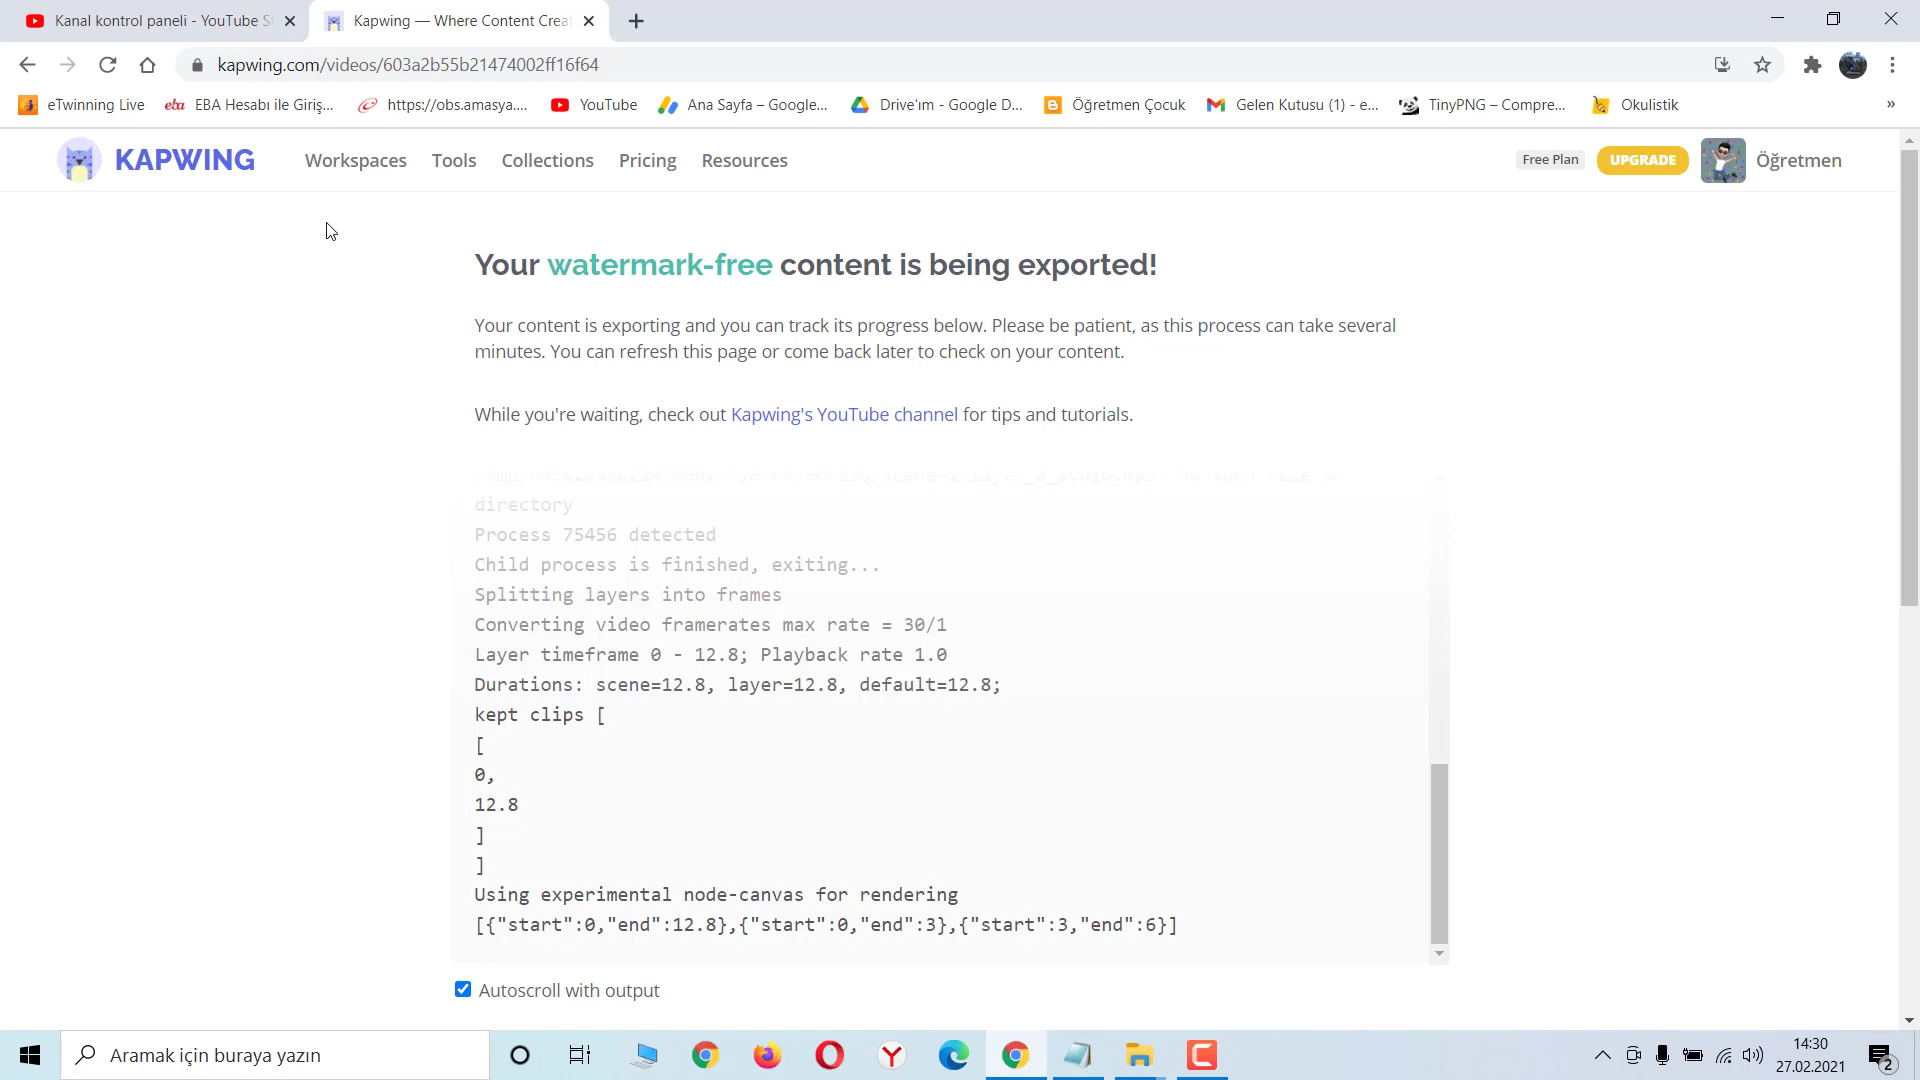 Kanal kontrol paneli - YouTube S
Kapwing — Where Content Crea
kapwing.com/videos/603a2b55b21474002ff16f64
eTwinning Live
eba
EBA Hesabı ile Giriş...
https://obs.amasya....
YouTube
Ana Sayfa – Google...
Drive'ım - Google D...
Öğretmen Çocuk
Gelen Kutusu (1) - e...
TinyPNG – Compre...
Okulistik
»
KAPWING
Workspaces
Tools
Collections
Pricing
Resources
Free Plan
UPGRADE
Öğretmen
Your watermark-free content is being exported!
Your content is exporting and you can track its progress below. Please be patient, as this process can take several
minutes. You can refresh this page or come back later to check on your content.
While you're waiting, check out Kapwing's YouTube channel for tips and tutorials.
No such file or
directory
Process 75456 detected
Child process is finished, exiting...
Splitting layers into frames
Converting video framerates max rate = 30/1
Layer timeframe 0 - 12.8; Playback rate 1.0
Durations: scene=12.8, layer=12.8, default=12.8;
kept clips [
[
0,
12.8
]
]
Using experimental node-canvas for rendering
[{"start":0,"end":12.8},{"start":0,"end":3},{"start":3,"end":6}]
Autoscroll with output
Aramak için buraya yazın
14:30
27.02.2021
2